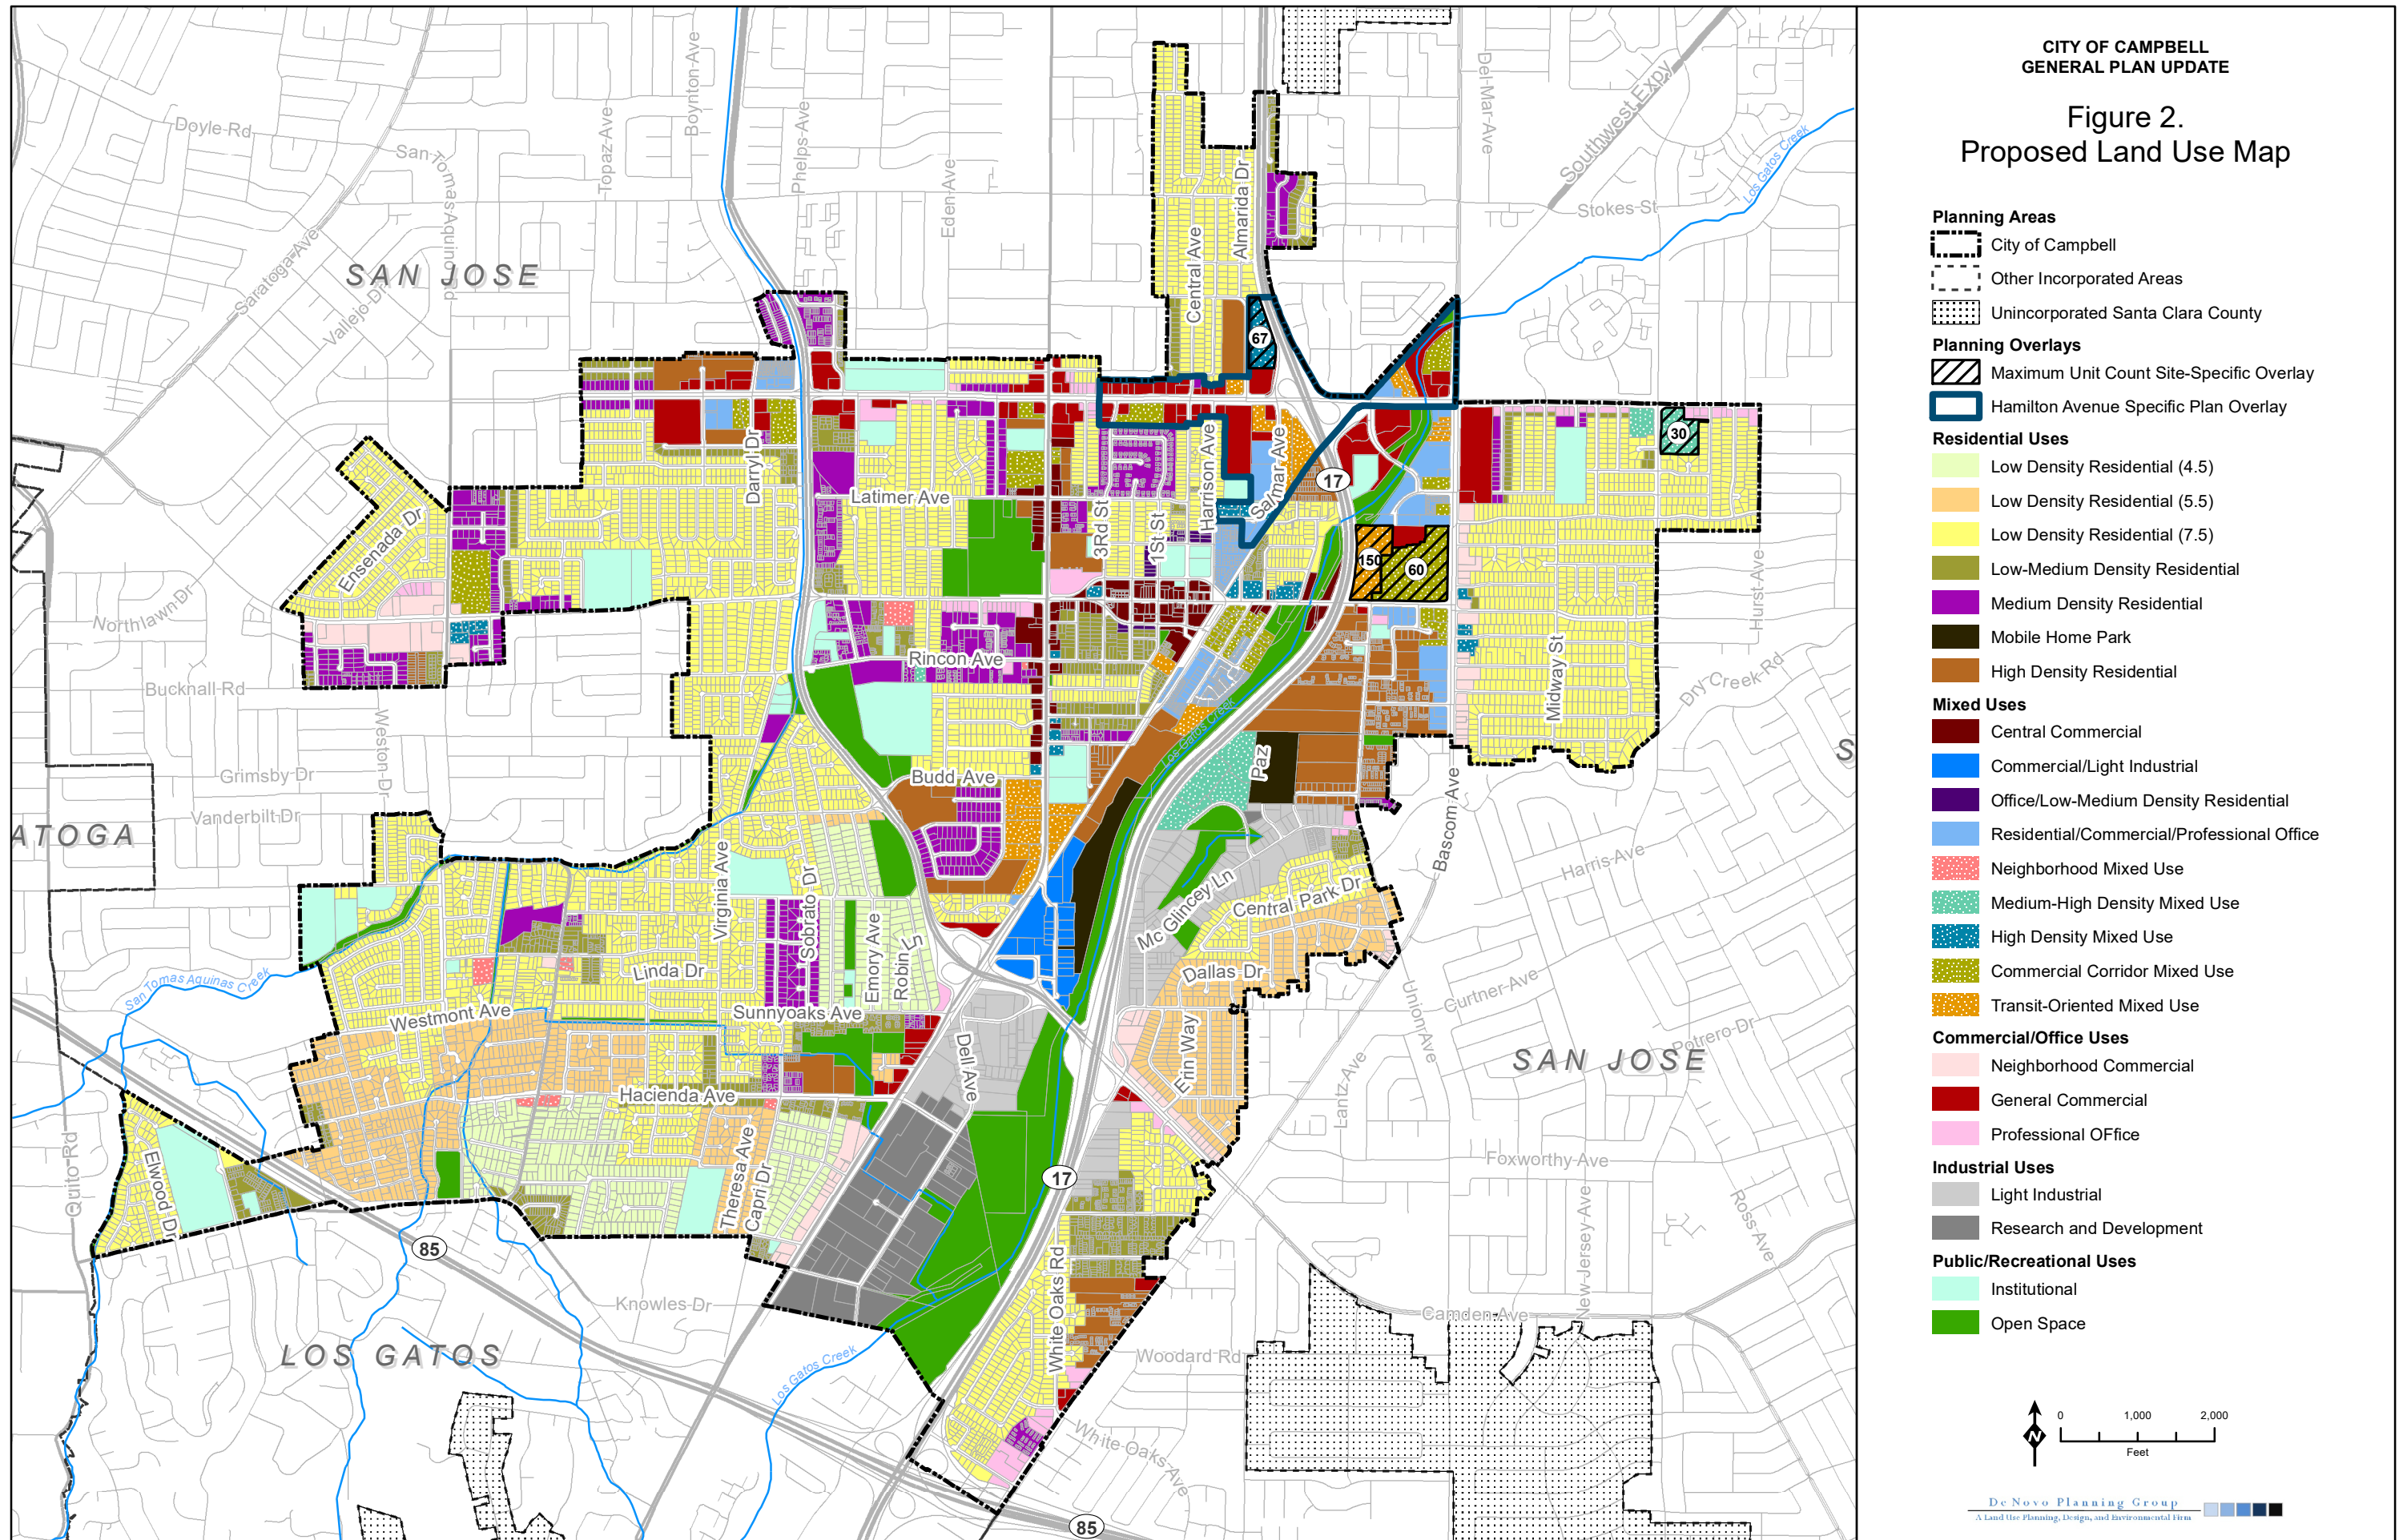 CITY OF CAMPBELL
GENERAL PLAN UPDATE
Figure 2.
Proposed Land Use Map
Planning Areas
City of Campbell
Other Incorporated Areas
Unincorporated Santa Clara County
Planning Overlays
Maximum Unit Count Site-Specific Overlay
Hamilton Avenue Specific Plan Overlay
Residential Uses
Low Density Residential (4.5)
Low Density Residential (5.5)
Low Density Residential (7.5)
Low-Medium Density Residential
Medium Density Residential
Mobile Home Park
High Density Residential
Mixed Uses
Central Commercial
Commercial/Light Industrial
Office/Low-Medium Density Residential
Residential/Commercial/Professional Office
Neighborhood Mixed Use
Medium-High Density Mixed Use
High Density Mixed Use
Commercial Corridor Mixed Use
Transit-Oriented Mixed Use
Commercial/Office Uses
Neighborhood Commercial
General Commercial
Professional OFfice
Industrial Uses
Light Industrial
Research and Development
Public/Recreational Uses
Institutional
Open Space
N
0 1,000 2,000
Feet
De Novo Planning Group
A Land Use Planning, Design, and Environmental Firm
Doyle Rd
San Tomas Aquino Rd
Saratoga Ave
Vallejo Dr
SAN JOSE
Topaz Ave
Boynton Ave
Phelps Ave
Eden Ave
Central Ave
Almarida Dr
Del Mar Ave
Southwest Expy
Stokes St
Los Gatos Creek
67
30
17
150
60
Darryl Dr
Latimer Ave
3Rd St
1St St
Harrison Ave
Salmar Ave
Ensenada Dr
Northlawn Dr
Bucknall Rd
Weston Dr
Rincon Ave
Hurst Ave
Midway St
Dry Creek Rd
Los Gatos Creek
Grimsby Dr
Vanderbilt Dr
ATOGA
S
Budd Ave
Paz
Bascom Ave
Harris Ave
Virginia Ave
Sobrato Dr
Emory Ave
Robin Ln
Mc Glincey Ln
Central Park Dr
Dallas Dr
Curtner Ave
Union Ave
Potrero Dr
SAN JOSE
San Tomas Aquinas Creek
Linda Dr
Westmont Ave
Sunnyoaks Ave
Dell Ave
Erin Way
Lantz Ave
Hacienda Ave
Theresa Ave
Capri Dr
Quito Rd
Elwood Dr
17
85
Foxworthy Ave
New Jersey Ave
Ross Ave
Knowles Dr
LOS GATOS
Los Gatos Creek
White Oaks Rd
Woodard Rd
Camden Ave
White Oaks Ave
85